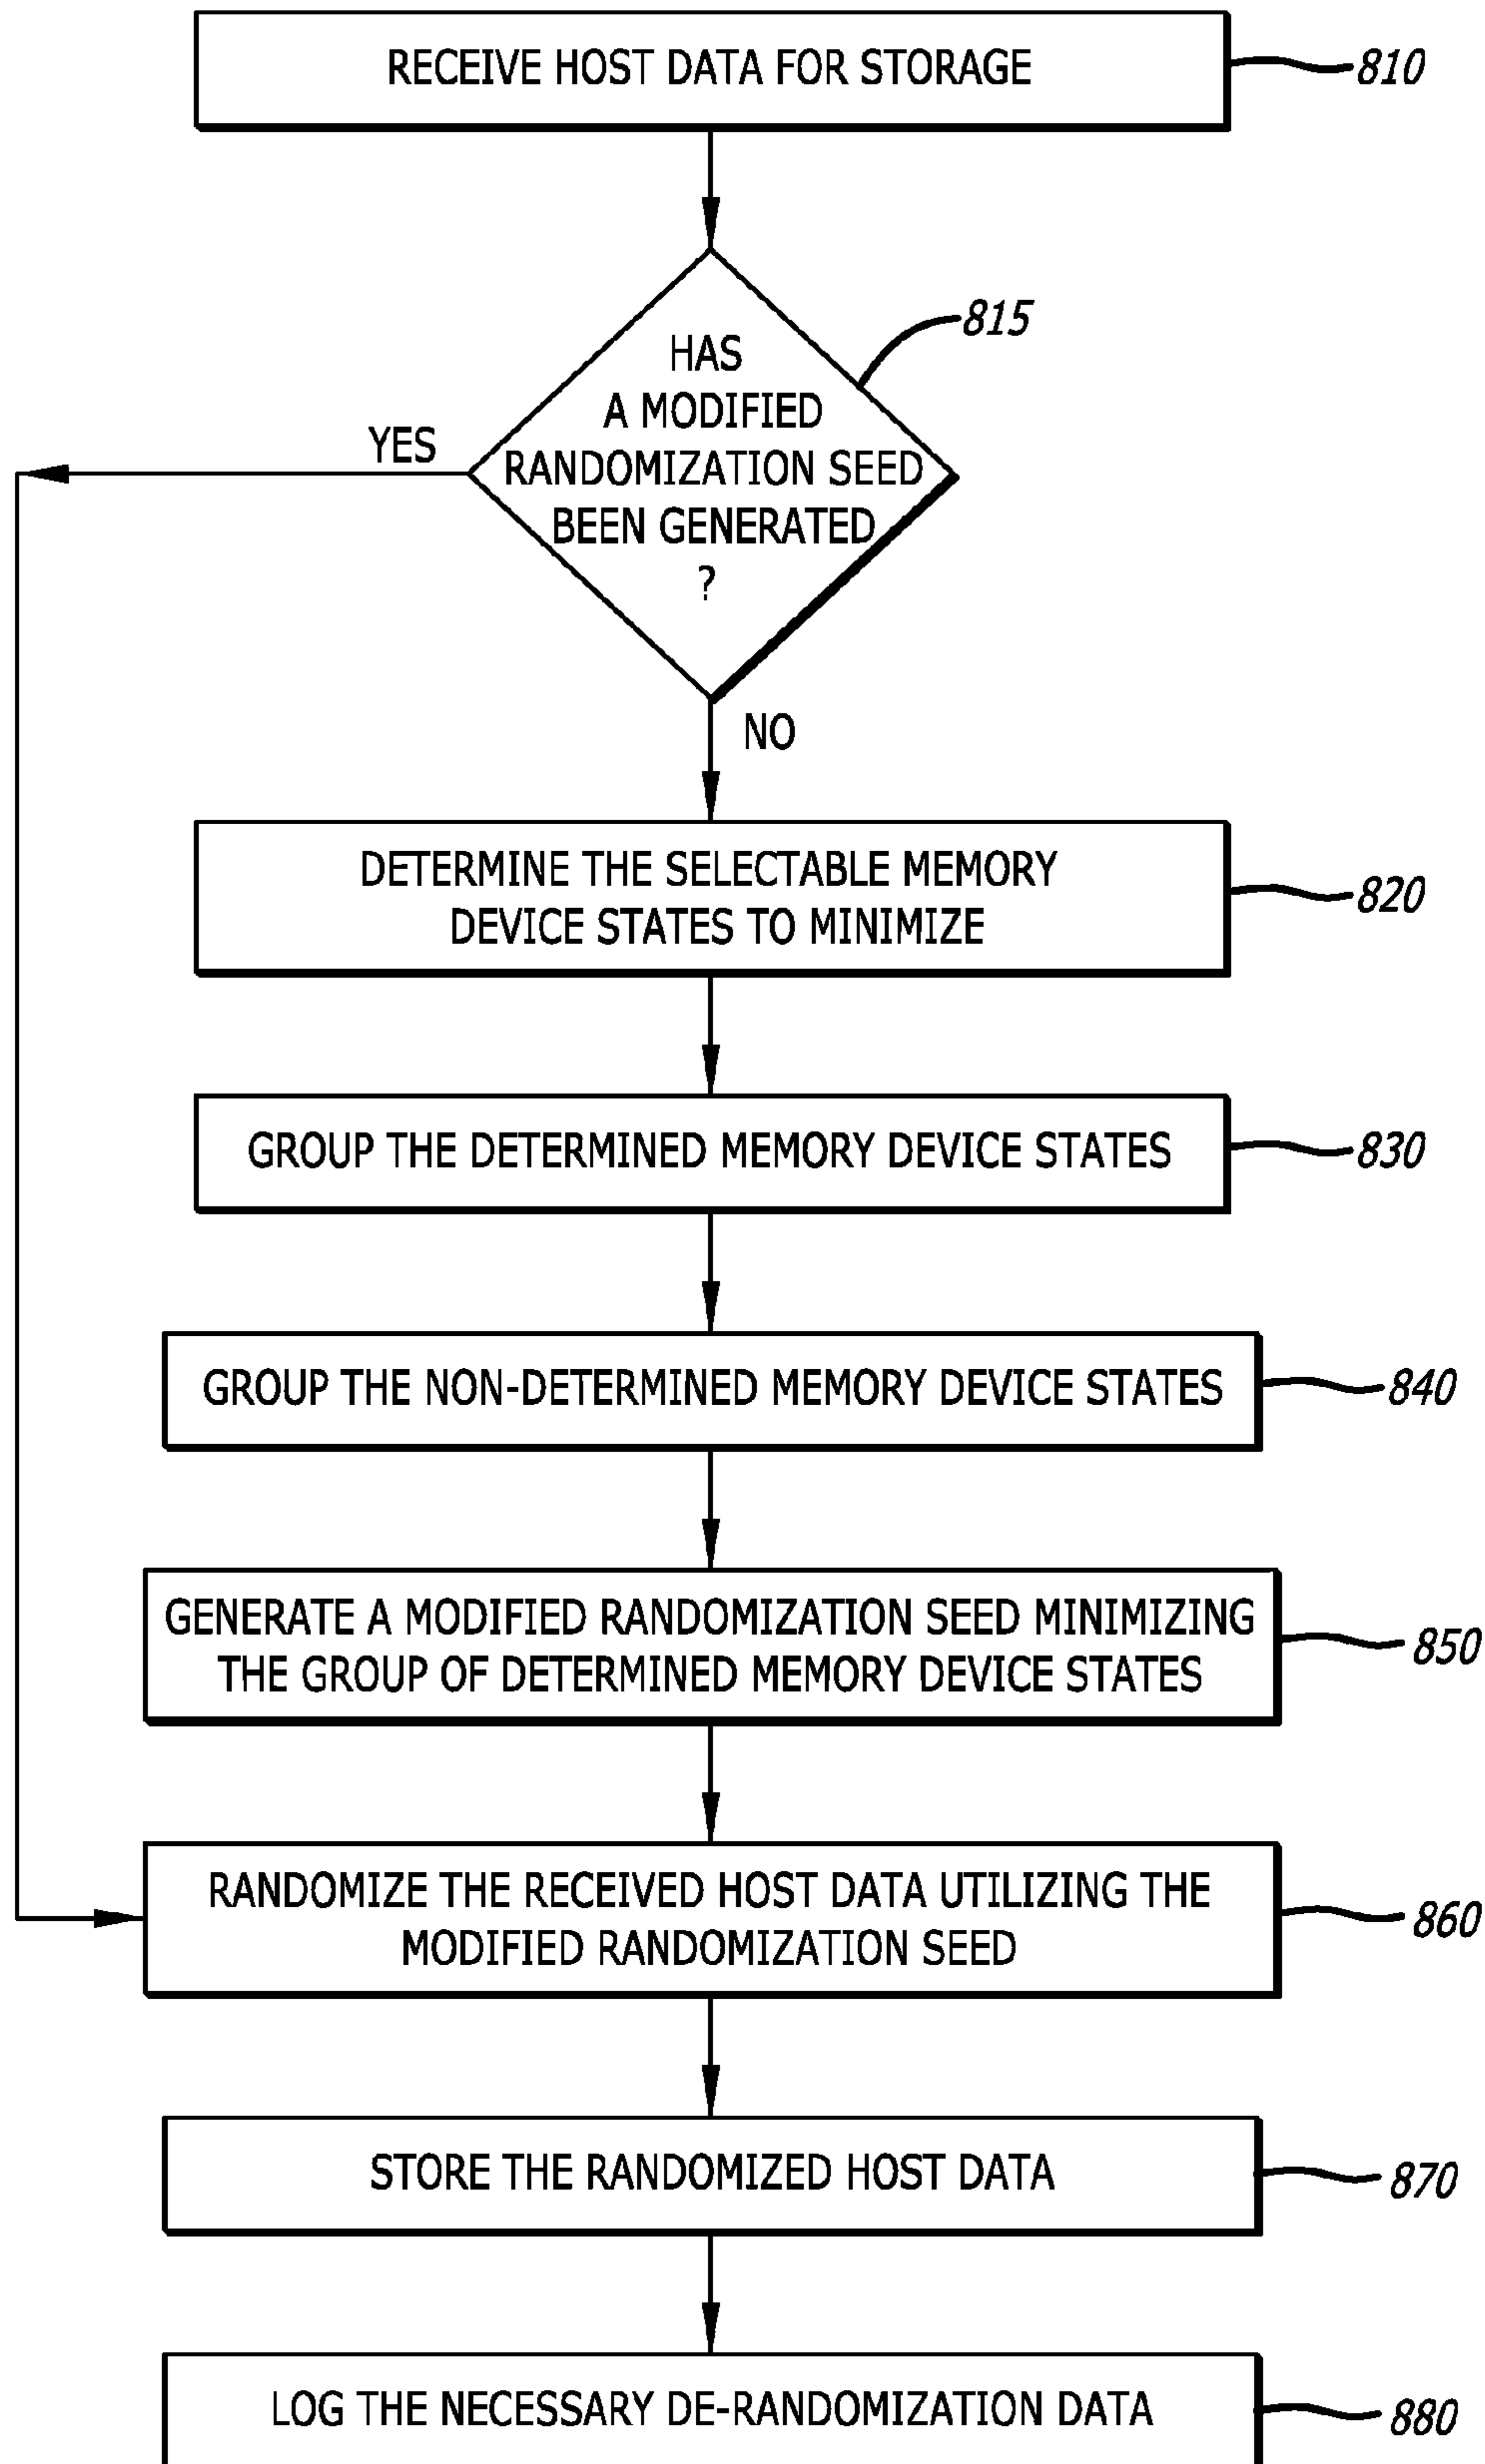 RECEIVE HOST DATA FOR STORAGE
810
HAS
A MODIFIED
RANDOMIZATION SEED
BEEN GENERATED
?
815
YES
NO
DETERMINE THE SELECTABLE MEMORY
DEVICE STATES TO MINIMIZE
820
GROUP THE DETERMINED MEMORY DEVICE STATES
830
GROUP THE NON-DETERMINED MEMORY DEVICE STATES
840
GENERATE A MODIFIED RANDOMIZATION SEED MINIMIZING
THE GROUP OF DETERMINED MEMORY DEVICE STATES
850
RANDOMIZE THE RECEIVED HOST DATA UTILIZING THE
MODIFIED RANDOMIZATION SEED
860
STORE THE RANDOMIZED HOST DATA
870
LOG THE NECESSARY DE-RANDOMIZATION DATA
880